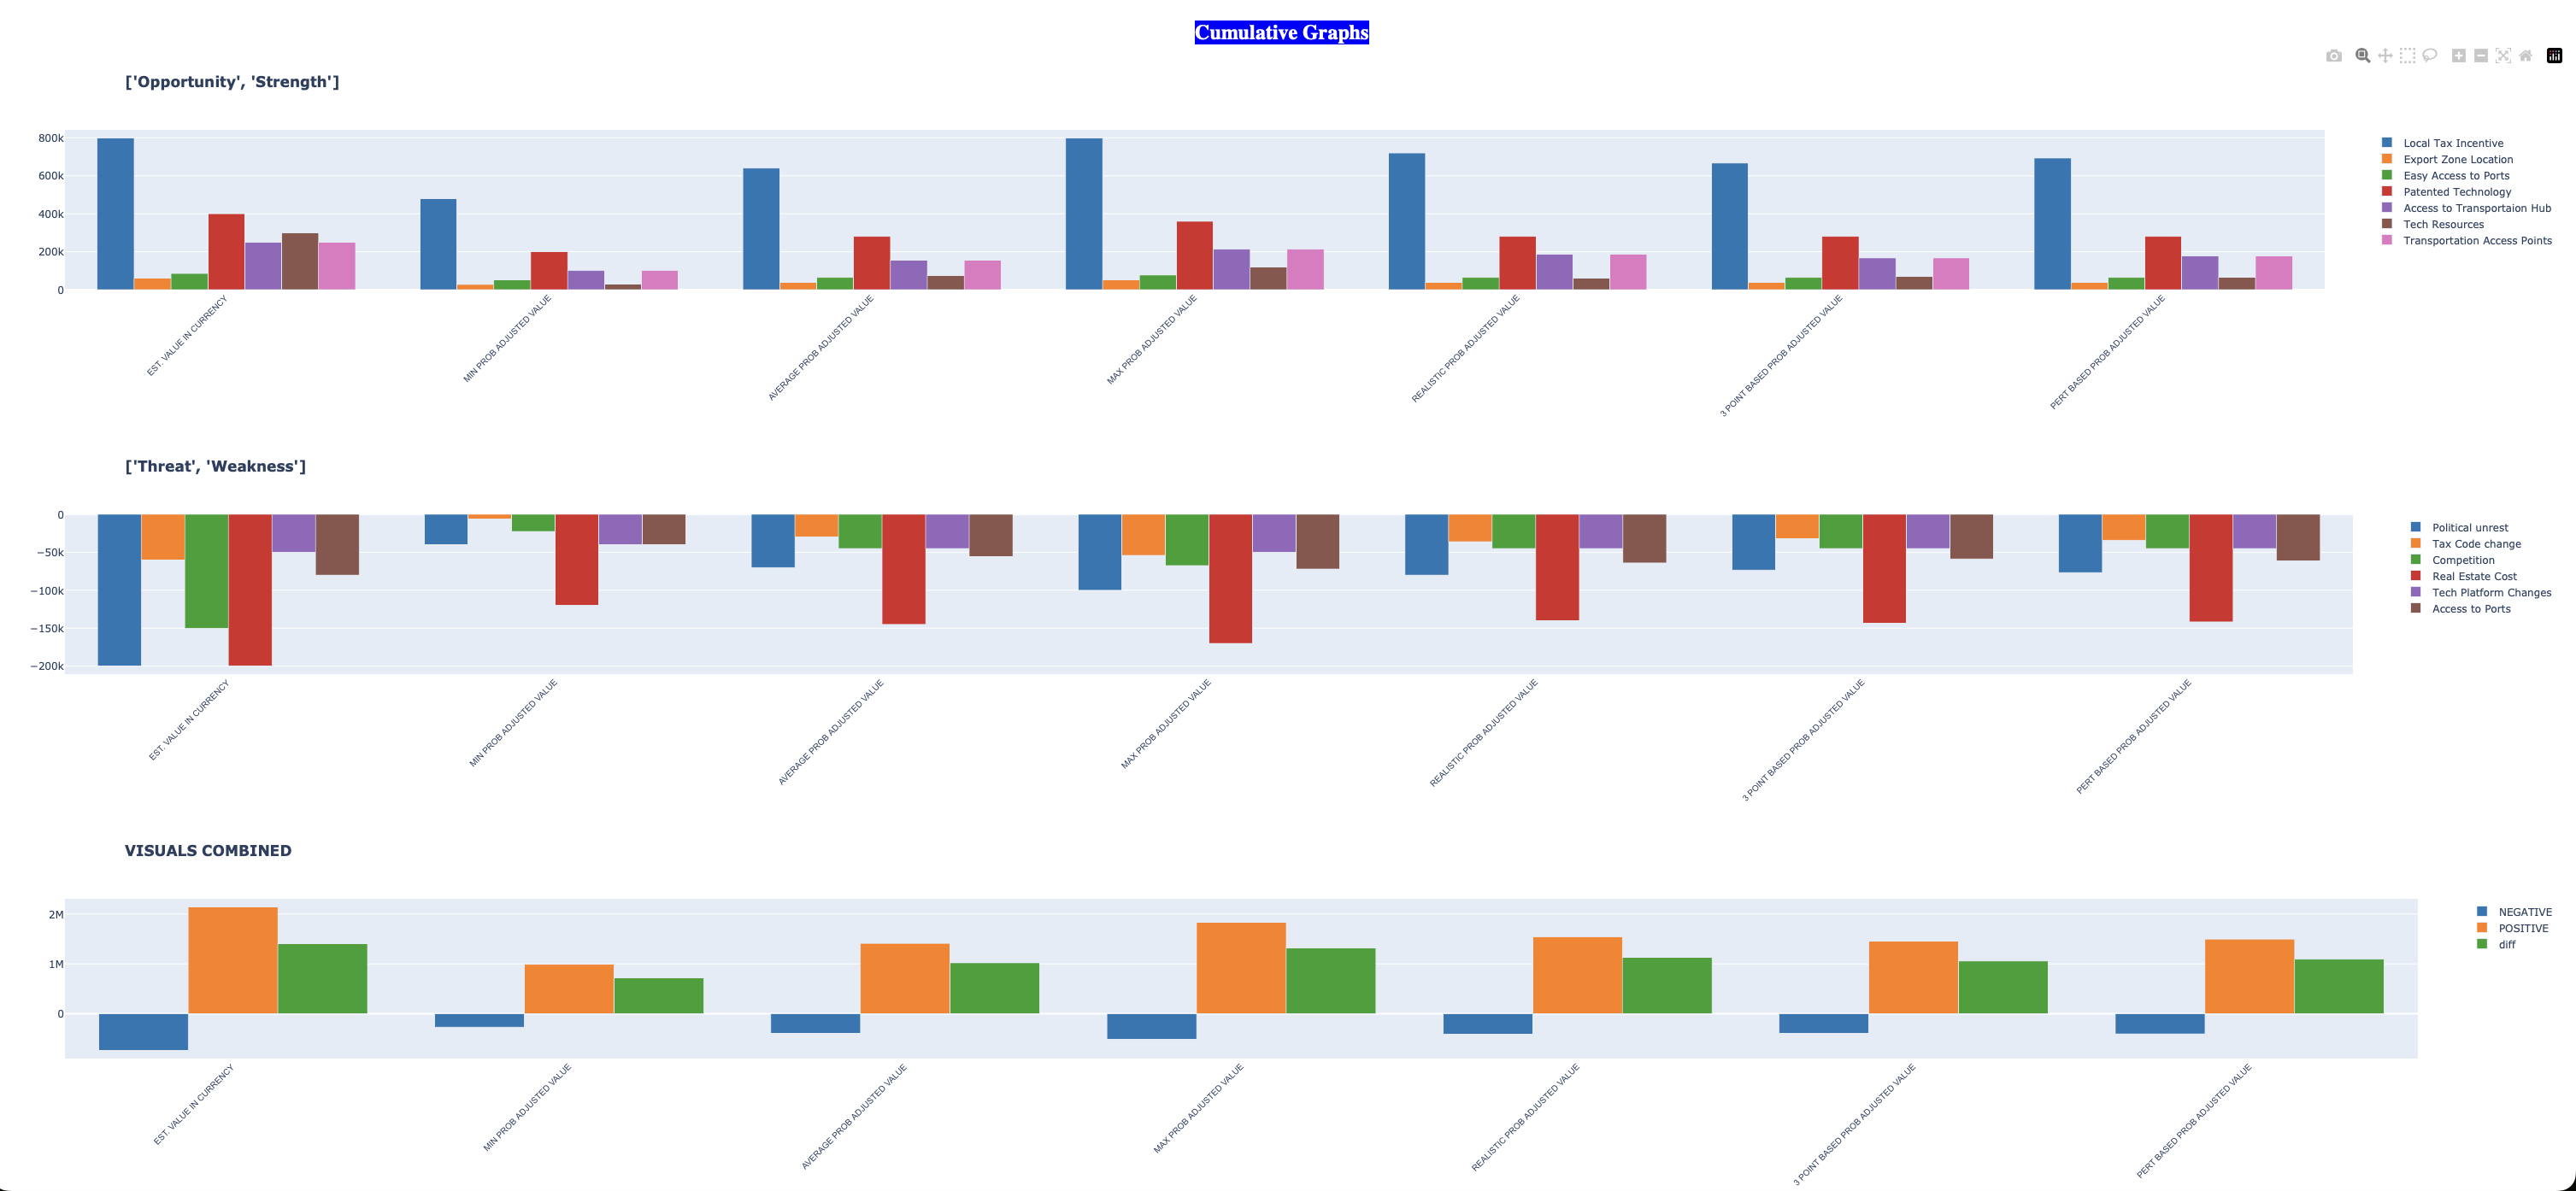 Cumulative Graphs
['Opportunity', 'Strength']
800k
600k
400k
200k
0
EST. VALUE IN CURRENCY
MIN PROB ADJUSTED VALUE
AVERAGE PROB ADJUSTED VALUE
MAX PROB ADJUSTED VALUE
REALISTIC PROB ADJUSTED VALUE
3 POINT BASED PROB ADJUSTED VALUE
PERT BASED PROB ADJUSTED VALUE
Local Tax Incentive
Export Zone Location
Easy Access to Ports
Patented Technology
Access to Transportaion Hub
Tech Resources
Transportation Access Points
['Threat', 'Weakness']
0
−50k
−100k
−150k
−200k
EST. VALUE IN CURRENCY
MIN PROB ADJUSTED VALUE
AVERAGE PROB ADJUSTED VALUE
MAX PROB ADJUSTED VALUE
REALISTIC PROB ADJUSTED VALUE
3 POINT BASED PROB ADJUSTED VALUE
PERT BASED PROB ADJUSTED VALUE
Political unrest
Tax Code change
Competition
Real Estate Cost
Tech Platform Changes
Access to Ports
VISUALS COMBINED
2M
1M
0
EST. VALUE IN CURRENCY
MIN PROB ADJUSTED VALUE
AVERAGE PROB ADJUSTED VALUE
MAX PROB ADJUSTED VALUE
REALISTIC PROB ADJUSTED VALUE
3 POINT BASED PROB ADJUSTED VALUE
PERT BASED PROB ADJUSTED VALUE
NEGATIVE
POSITIVE
diff